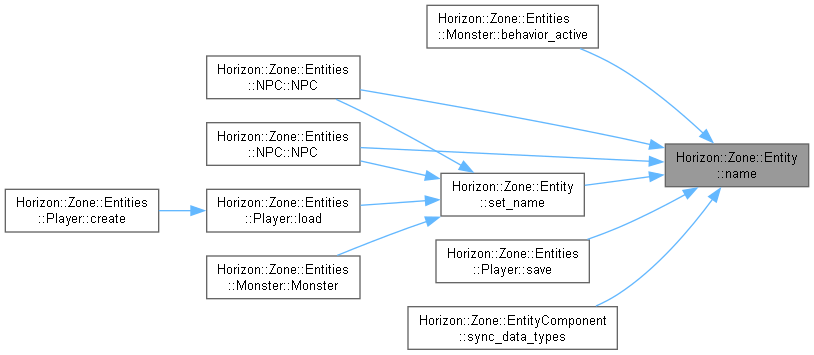 Horizon::Zone::Entities
::Monster::behavior_active
Horizon::Zone::Entities
::NPC::NPC
Horizon::Zone::Entities
::NPC::NPC
Horizon::Zone::Entity
::name
Horizon::Zone::Entities
::Player::create
Horizon::Zone::Entities
::Player::load
Horizon::Zone::Entity
::set_name
Horizon::Zone::Entities
::Monster::Monster
Horizon::Zone::Entities
::Player::save
Horizon::Zone::EntityComponent
::sync_data_types